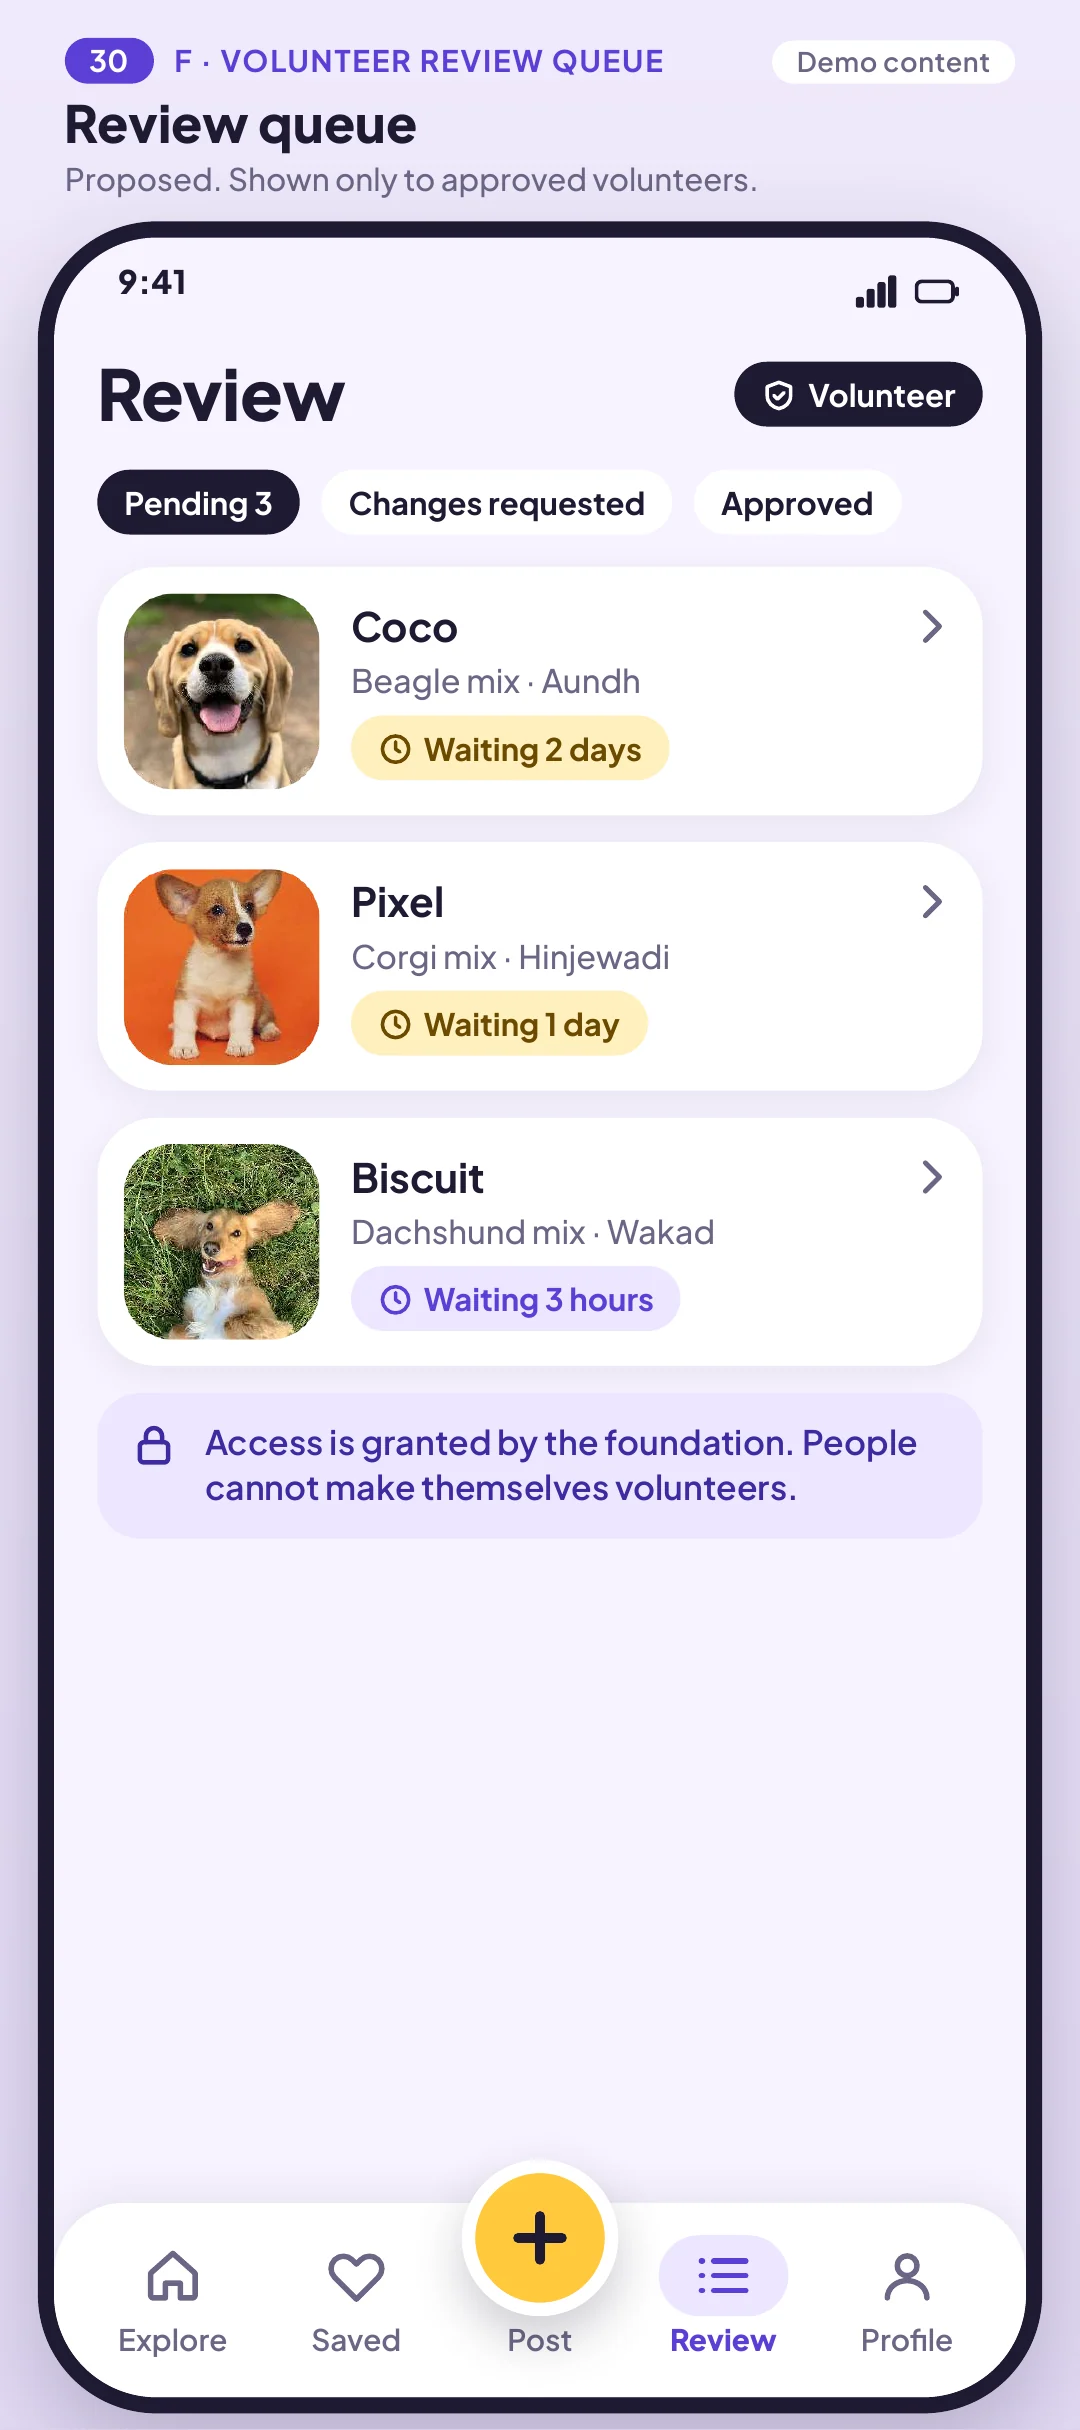 30 F · VOLUNTEER REVIEW QUEUE Demo content
Review queue
Proposed. Shown only to approved volunteers.
9:41
Review Volunteer
Pending 3 Changes requested Approved
Coco
Beagle mix · Aundh
Waiting 2 days
Pixel
Corgi mix · Hinjewadi
Waiting 1 day
Biscuit
Dachshund mix · Wakad
Waiting 3 hours
Access is granted by the foundation. People
cannot make themselves volunteers.
Explore Saved Post Review Profile